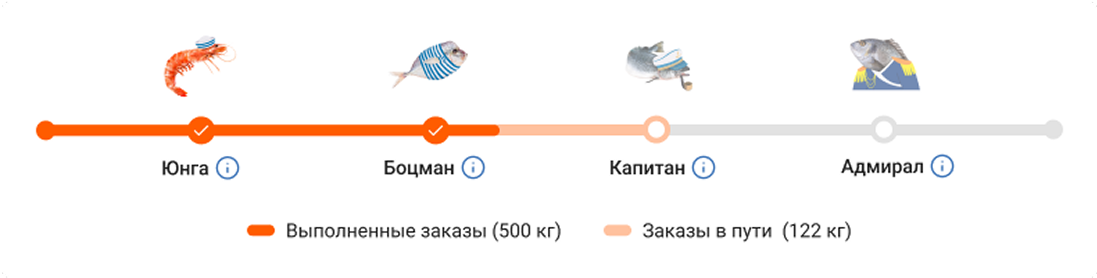 Юнга
Боцман
Капитан
Адмирал
Выполненные заказы (500 кг)
Заказы в пути (122 кг)